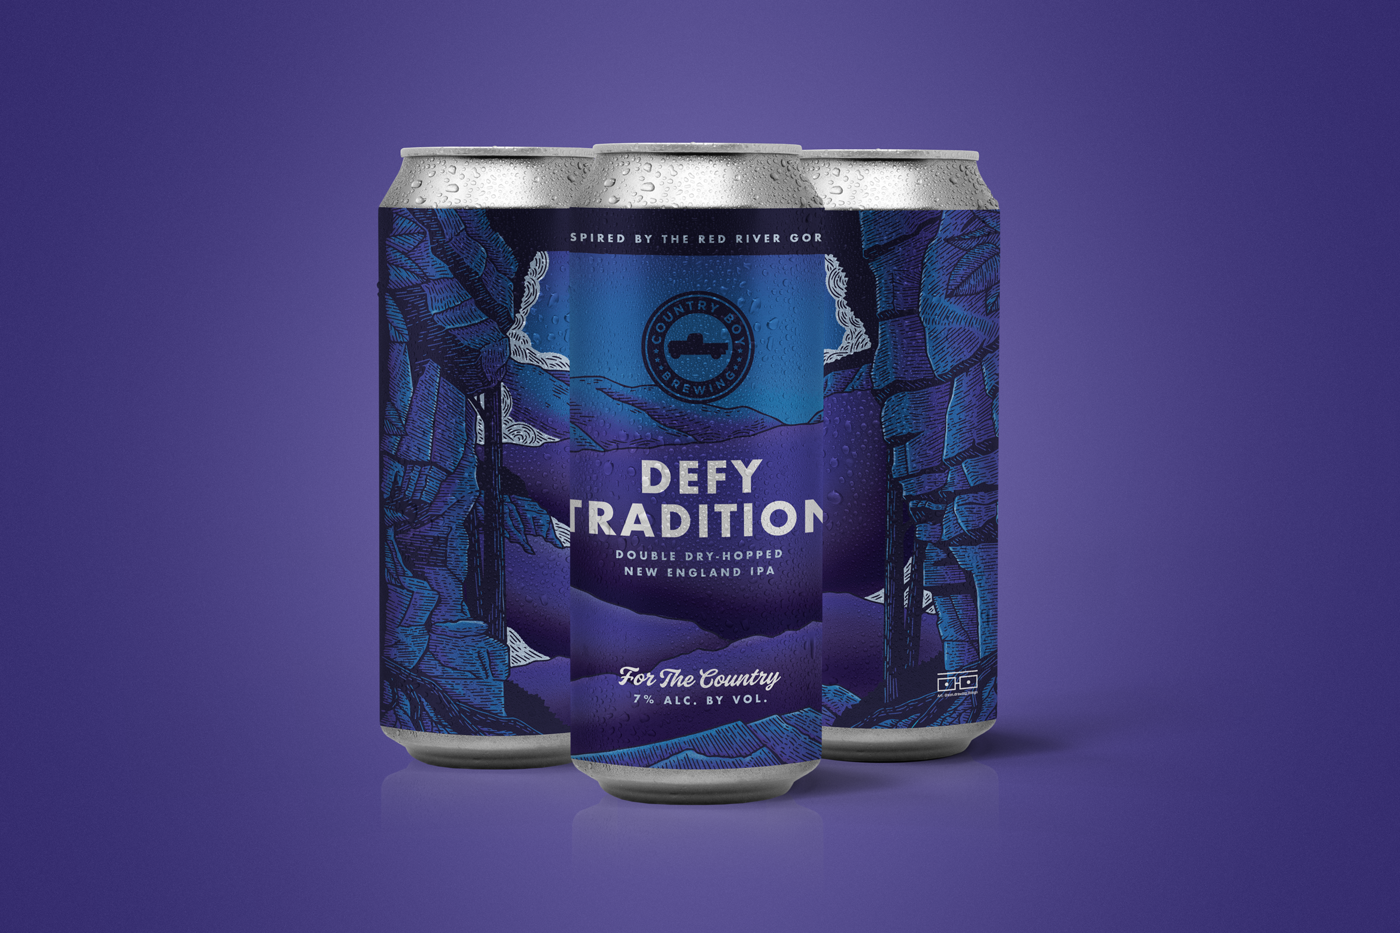 SPIRED BY THE RED RIVER GOR
COUNTRY BOY
BREWING
DEFY
TRADITION
DOUBLE DRY-HOPPED
NEW ENGLAND IPA
For The Country
7% ALC. BY VOL.